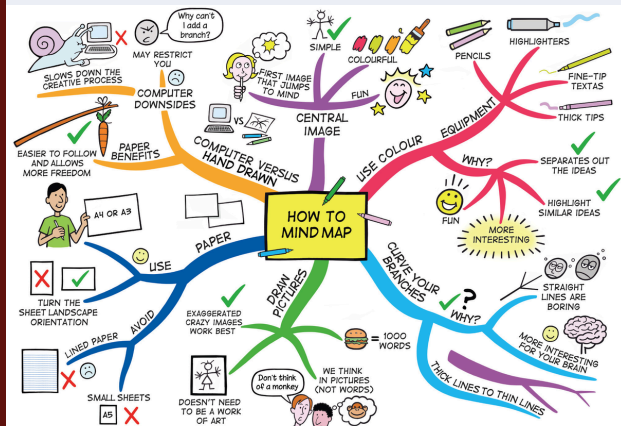 HOW TO
MIND MAP
CENTRAL
IMAGE
FIRST IMAGE
THAT JUMPS
TO MIND
SIMPLE
COLOURFUL
FUN
USE COLOUR
EQUIPMENT
PENCILS
HIGHLIGHTERS
FINE-TIP
TEXTAS
THICK TIPS
WHY?
SEPARATES OUT
THE IDEAS
HIGHLIGHT
SIMILAR IDEAS
MORE
INTERESTING
FUN
CURVE YOUR
BRANCHES
?
WHY?
STRAIGHT
LINES ARE
BORING
MORE INTERESTING
FOR YOUR BRAIN
THICK LINES TO THIN LINES
DRAW
PICTURES
= 1000
WORDS
WE THINK
IN PICTURES
(NOT WORDS)
Don't think
of a monkey
DOESN'T NEED
TO BE A WORK
OF ART
EXAGGERATED
CRAZY IMAGES
WORK BEST
PAPER
USE
A4 OR A3
TURN THE
SHEET LANDSCAPE
ORIENTATION
AVOID
LINED PAPER
SMALL SHEETS
A5
COMPUTER VERSUS
HAND DRAWN
VS
PAPER
BENEFITS
EASIER TO FOLLOW
AND ALLOWS
MORE FREEDOM
COMPUTER
DOWNSIDES
SLOWS DOWN THE
CREATIVE PROCESS
MAY RESTRICT
YOU
Why can't
I add a
branch?